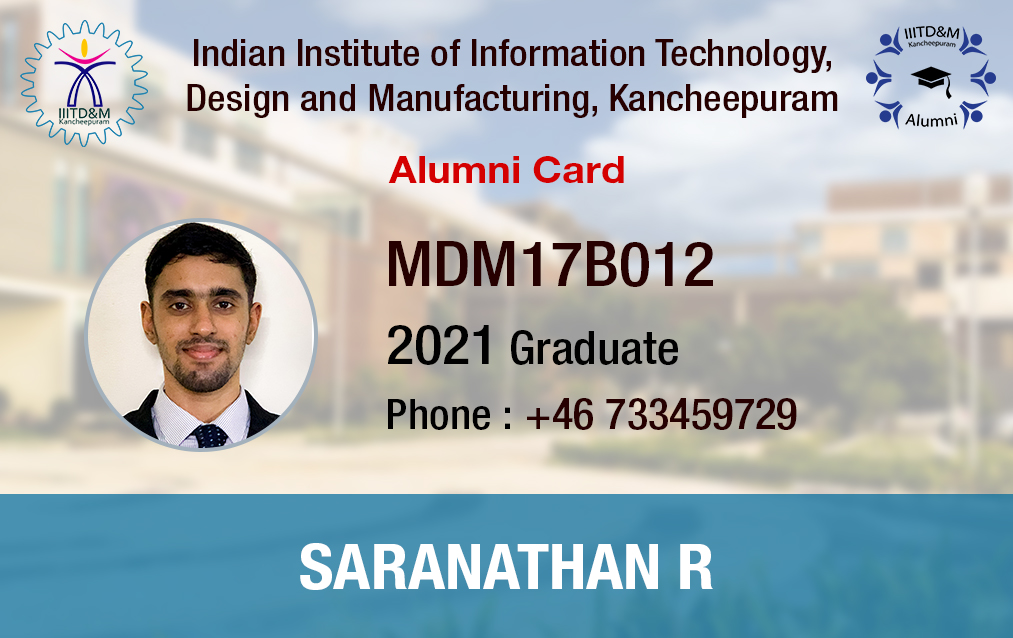 IIITD&M
Kancheepuram
Indian Institute of Information Technology,
Design and Manufacturing, Kancheepuram
IIITD&M
Kancheepuram
Alumni
Alumni Card
MDM17B012
2021 Graduate
Phone : +46 733459729
SARANATHAN R